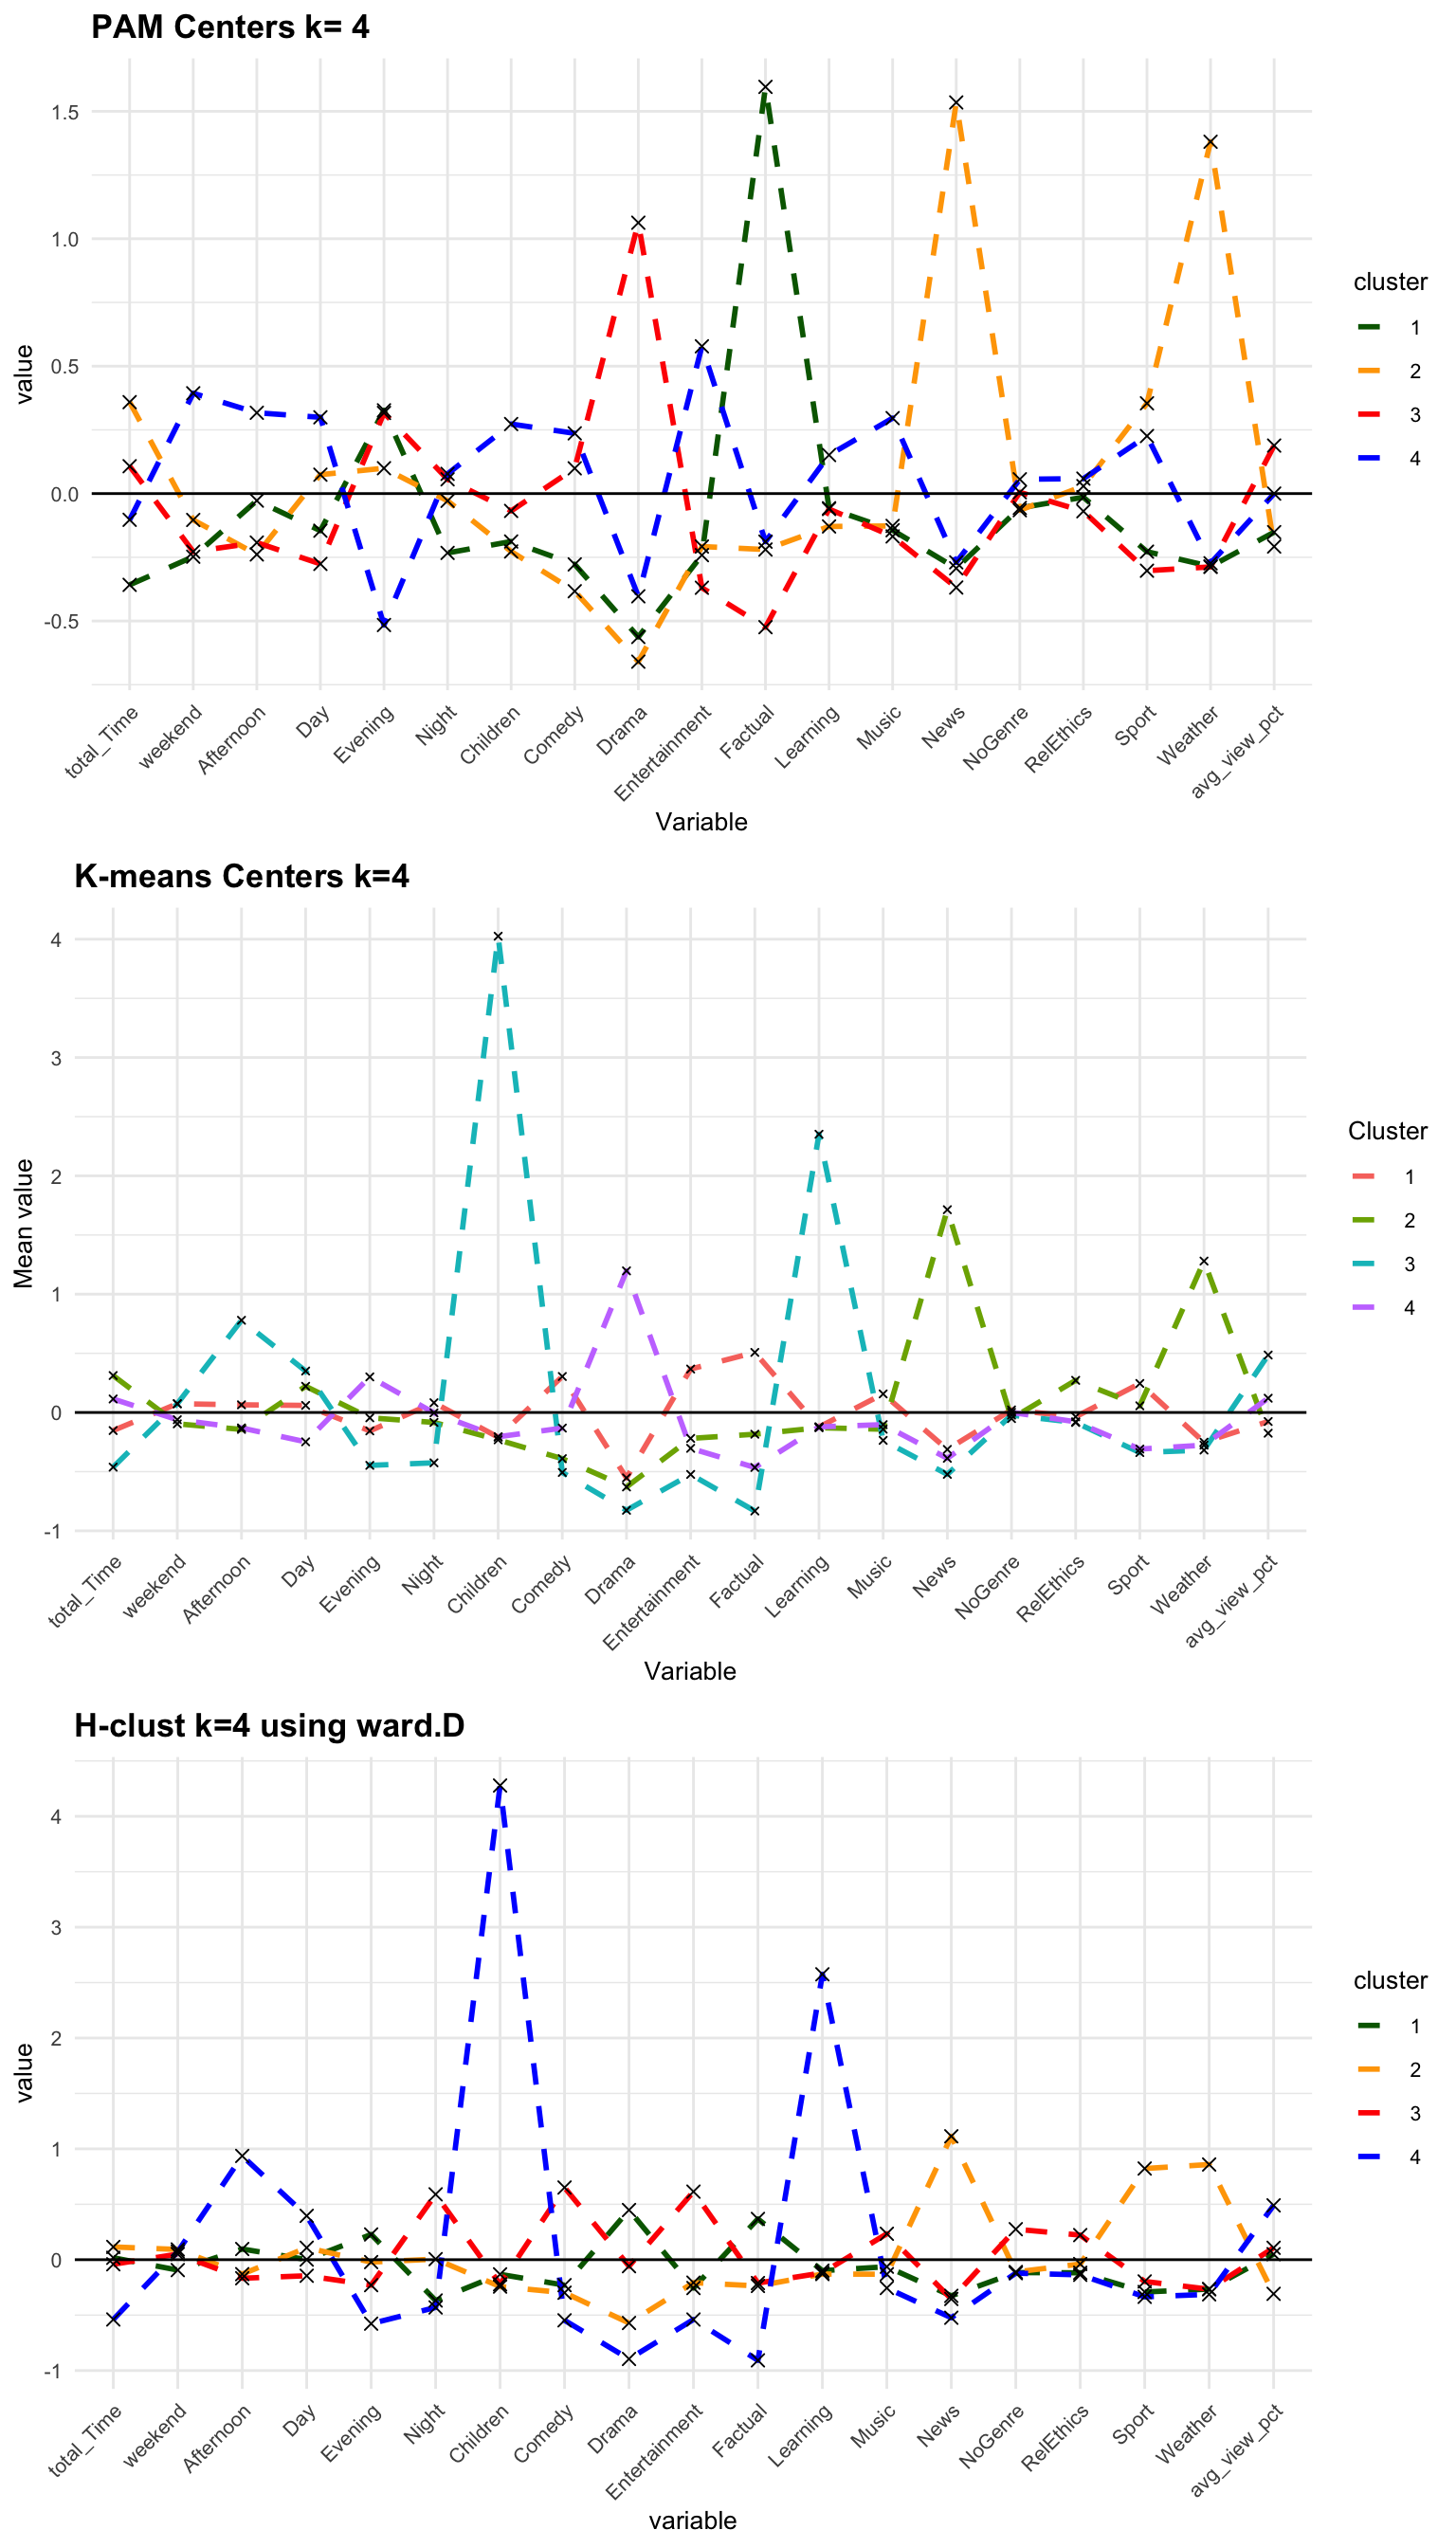 PAM Centers k= 4
1.5
1.0
0.5
0.0
-0.5
value
total_Time
weekend
Afternoon
Day
Evening
Night
Children
Comedy
Drama
Entertainment
Factual
Learning
Music
News
NoGenre
RelEthics
Sport
Weather
avg_view_pct
Variable
cluster
1
2
3
4
K-means Centers k=4
4
3
2
1
0
-1
Mean value
total_Time
weekend
Afternoon
Day
Evening
Night
Children
Comedy
Drama
Entertainment
Factual
Learning
Music
News
NoGenre
RelEthics
Sport
Weather
avg_view_pct
Variable
Cluster
1
2
3
4
H-clust k=4 using ward.D
4
3
2
1
0
-1
value
total_Time
weekend
Afternoon
Day
Evening
Night
Children
Comedy
Drama
Entertainment
Factual
Learning
Music
News
NoGenre
RelEthics
Sport
Weather
avg_view_pct
variable
cluster
1
2
3
4